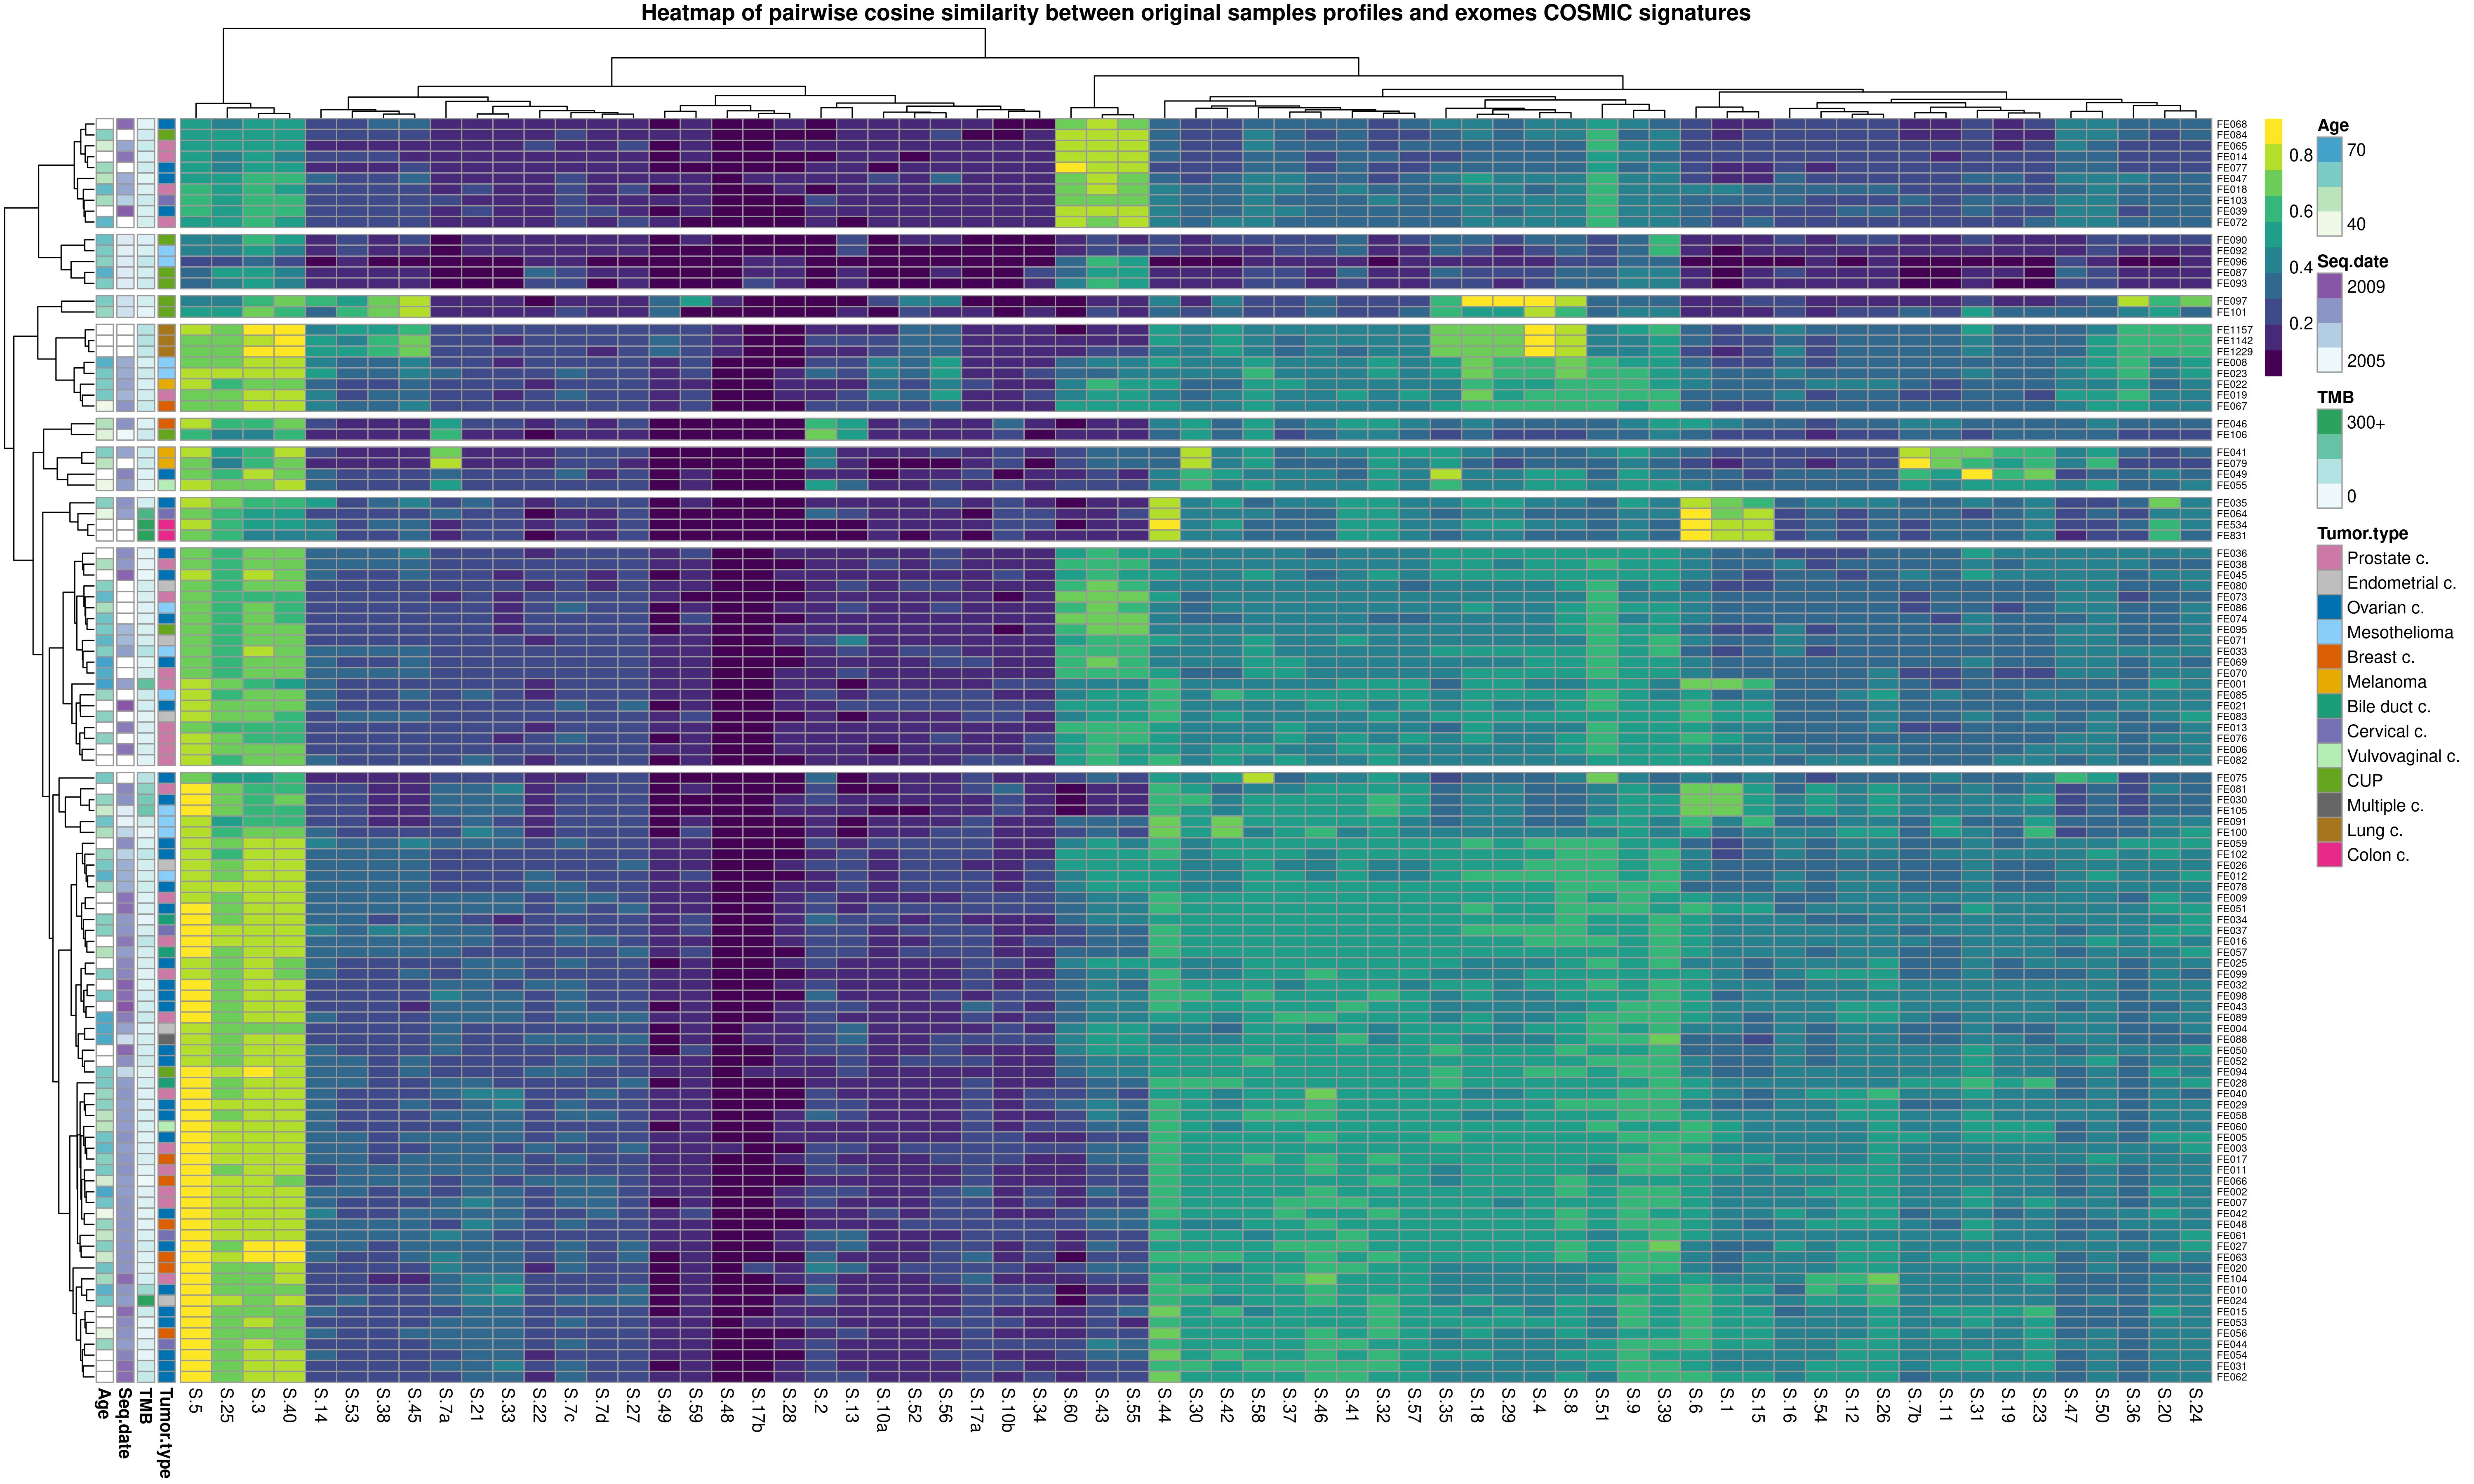 Heatmap of pairwise cosine similarity between original samples profiles and exomes COSMIC signatures
FE068
FE084
FE065
FE014
FE077
FE047
FE018
FE103
FE039
FE072
FE090
FE092
FE096
FE087
FE093
FE097
FE101
FE1157
FE1142
FE1229
FE008
FE023
FE022
FE019
FE067
FE046
FE106
FE041
FE079
FE049
FE055
FE035
FE064
FE534
FE831
FE036
FE038
FE045
FE080
FE073
FE086
FE074
FE095
FE071
FE033
FE069
FE070
FE001
FE085
FE021
FE083
FE013
FE076
FE006
FE082
FE075
FE081
FE030
FE105
FE091
FE100
FE059
FE102
FE026
FE012
FE078
FE009
FE051
FE034
FE037
FE016
FE057
FE025
FE099
FE032
FE098
FE043
FE089
FE004
FE088
FE050
FE052
FE094
FE028
FE040
FE029
FE058
FE060
FE005
FE003
FE017
FE011
FE066
FE002
FE007
FE042
FE048
FE061
FE027
FE063
FE020
FE104
FE010
FE024
FE015
FE053
FE056
FE044
FE054
FE031
FE062
0.8
0.6
0.4
0.2
Age
70
40
Seq.date
2009
2005
TMB
300+
0
Tumor.type
Prostate c.
Endometrial c.
Ovarian c.
Mesothelioma
Breast c.
Melanoma
Bile duct c.
Cervical c.
Vulvovaginal c.
CUP
Multiple c.
Lung c.
Colon c.
Age
Seq.date
TMB
Tumor.type
S.5
S.25
S.3
S.40
S.14
S.53
S.38
S.45
S.7a
S.21
S.33
S.22
S.7c
S.7d
S.27
S.49
S.59
S.48
S.17b
S.28
S.2
S.13
S.10a
S.52
S.56
S.17a
S.10b
S.34
S.60
S.43
S.55
S.44
S.30
S.42
S.58
S.37
S.46
S.41
S.32
S.57
S.35
S.18
S.29
S.4
S.8
S.51
S.9
S.39
S.6
S.1
S.15
S.16
S.54
S.12
S.26
S.7b
S.11
S.31
S.19
S.23
S.47
S.50
S.36
S.20
S.24